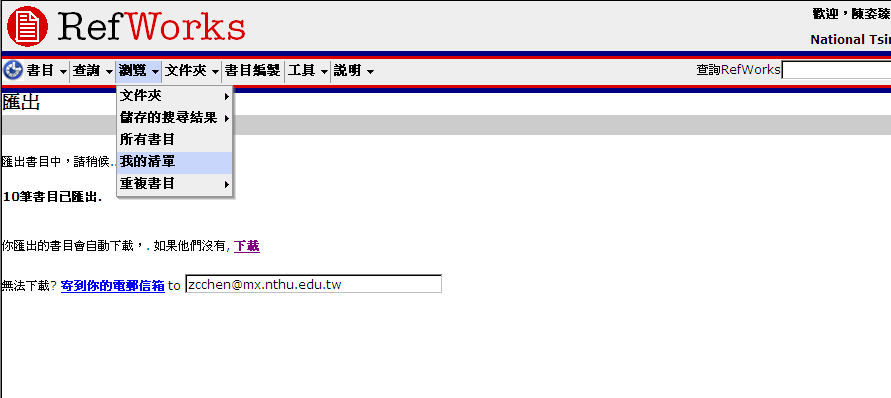 RefWorks
歡迎，陳姿臻
National Tsin
書目 查詢 瀏覽 文件夾 書目編製 工具 說明 查詢RefWorks
匯出
文件夾
儲存的搜尋結果
所有書目
我的清單
重複書目
匯出書目中，請稍候..
10筆書目已匯出.
你匯出的書目會自動下載，. 如果他們沒有, 下載
無法下載? 寄到你的電郵信箱 to zcchen@mx.nthu.edu.tw